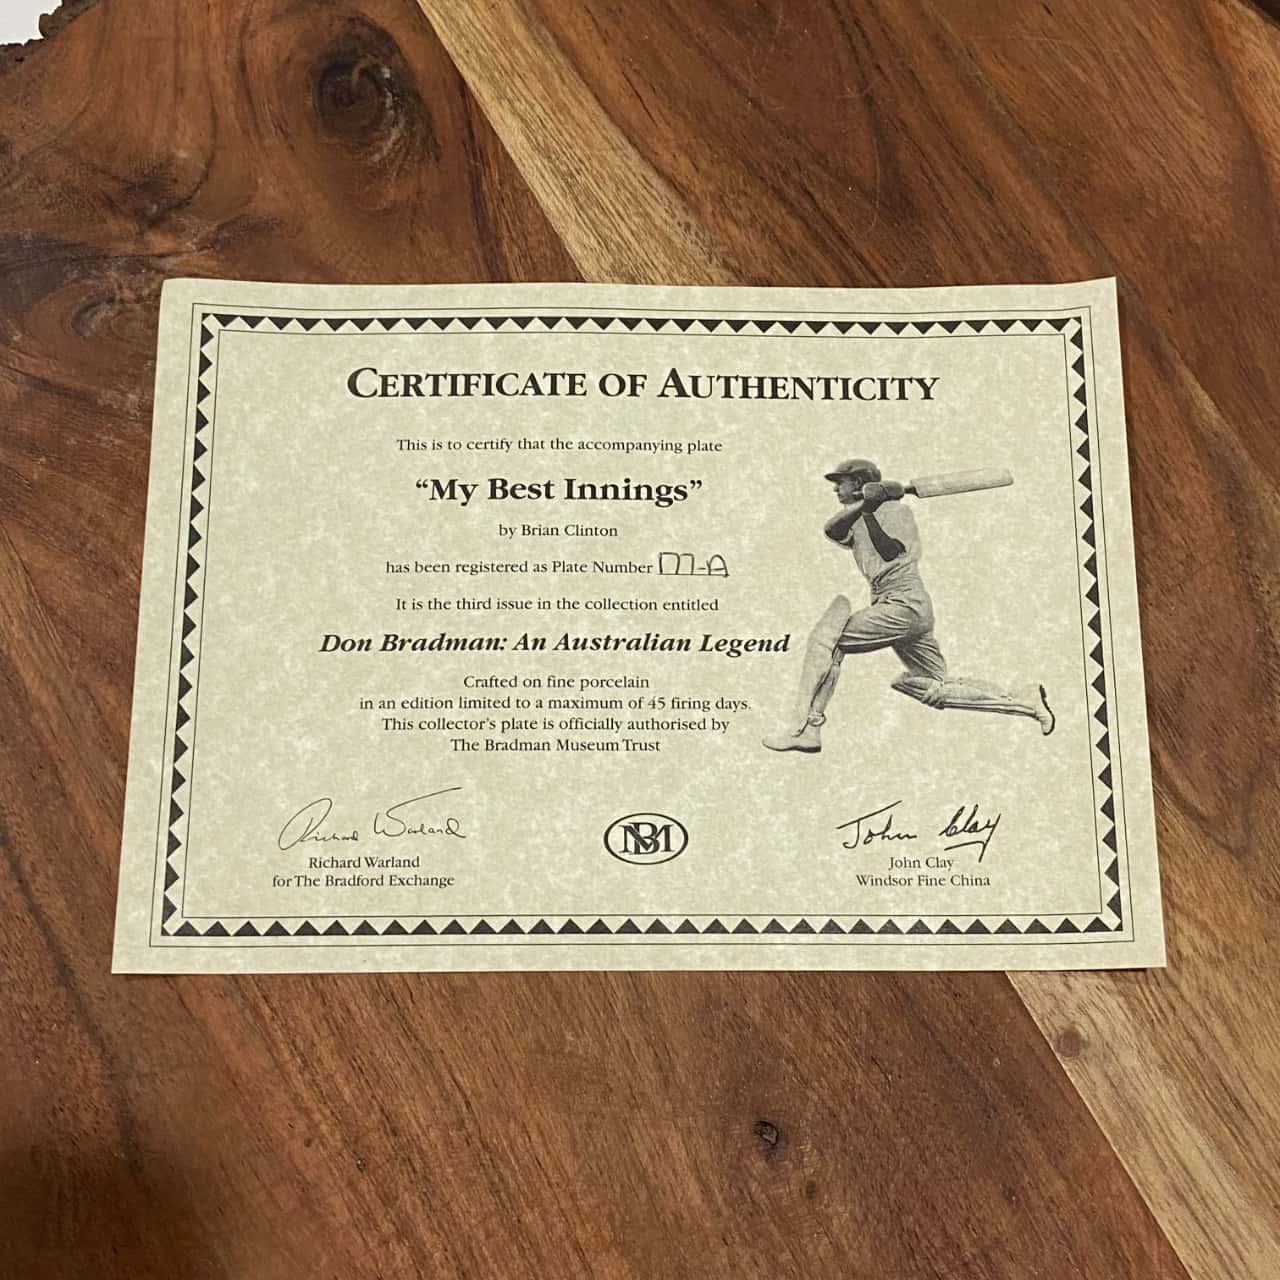 CERTIFICATE OF AUTHENTICITY
This is to certify that the accompanying plate
“My Best Innings”
by Brian Clinton
has been registered as Plate Number
It is the third issue in the collection entitled
Don Bradman: An Australian Legend
Crafted on fine porcelain
in an edition limited to a maximum of 45 firing days.
This collector's plate is officially authorised by
The Bradman Museum Trust
Richard Warland
Richard Warland
for The Bradford Exchange
BM
John Clay
John Clay
Windsor Fine China